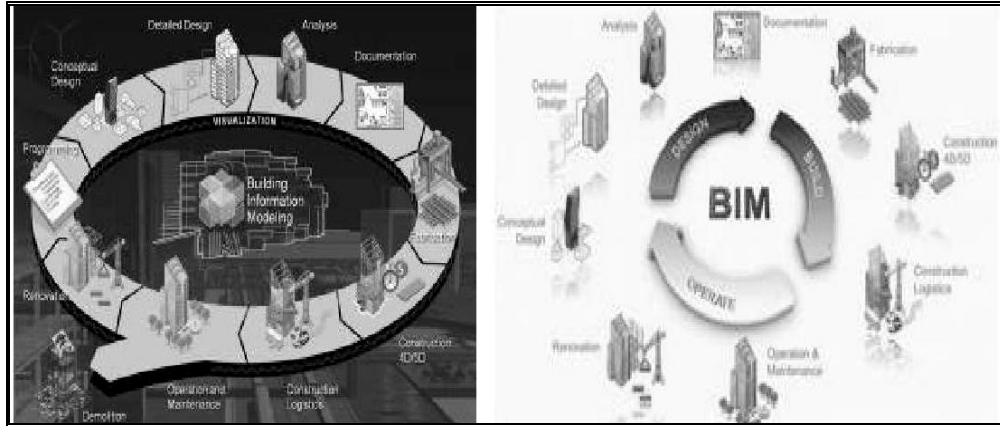 Detailed Design
Analysis
Conceptual
Design
Documentation
VISUALIZATION
Programming
Building
Information
Modeling
Fabrication
Renovation
Construction
4D/5D
Operation and
Maintenance
Construction
Logistics
Demolition
Analysis
Documentation
Fabrication
Detailed
Design
DESIGN
BUILD
Construction
4D/5D
BIM
Conceptual
Design
OPERATE
Construction
Logistics
Renovation
Operation &
Maintenance